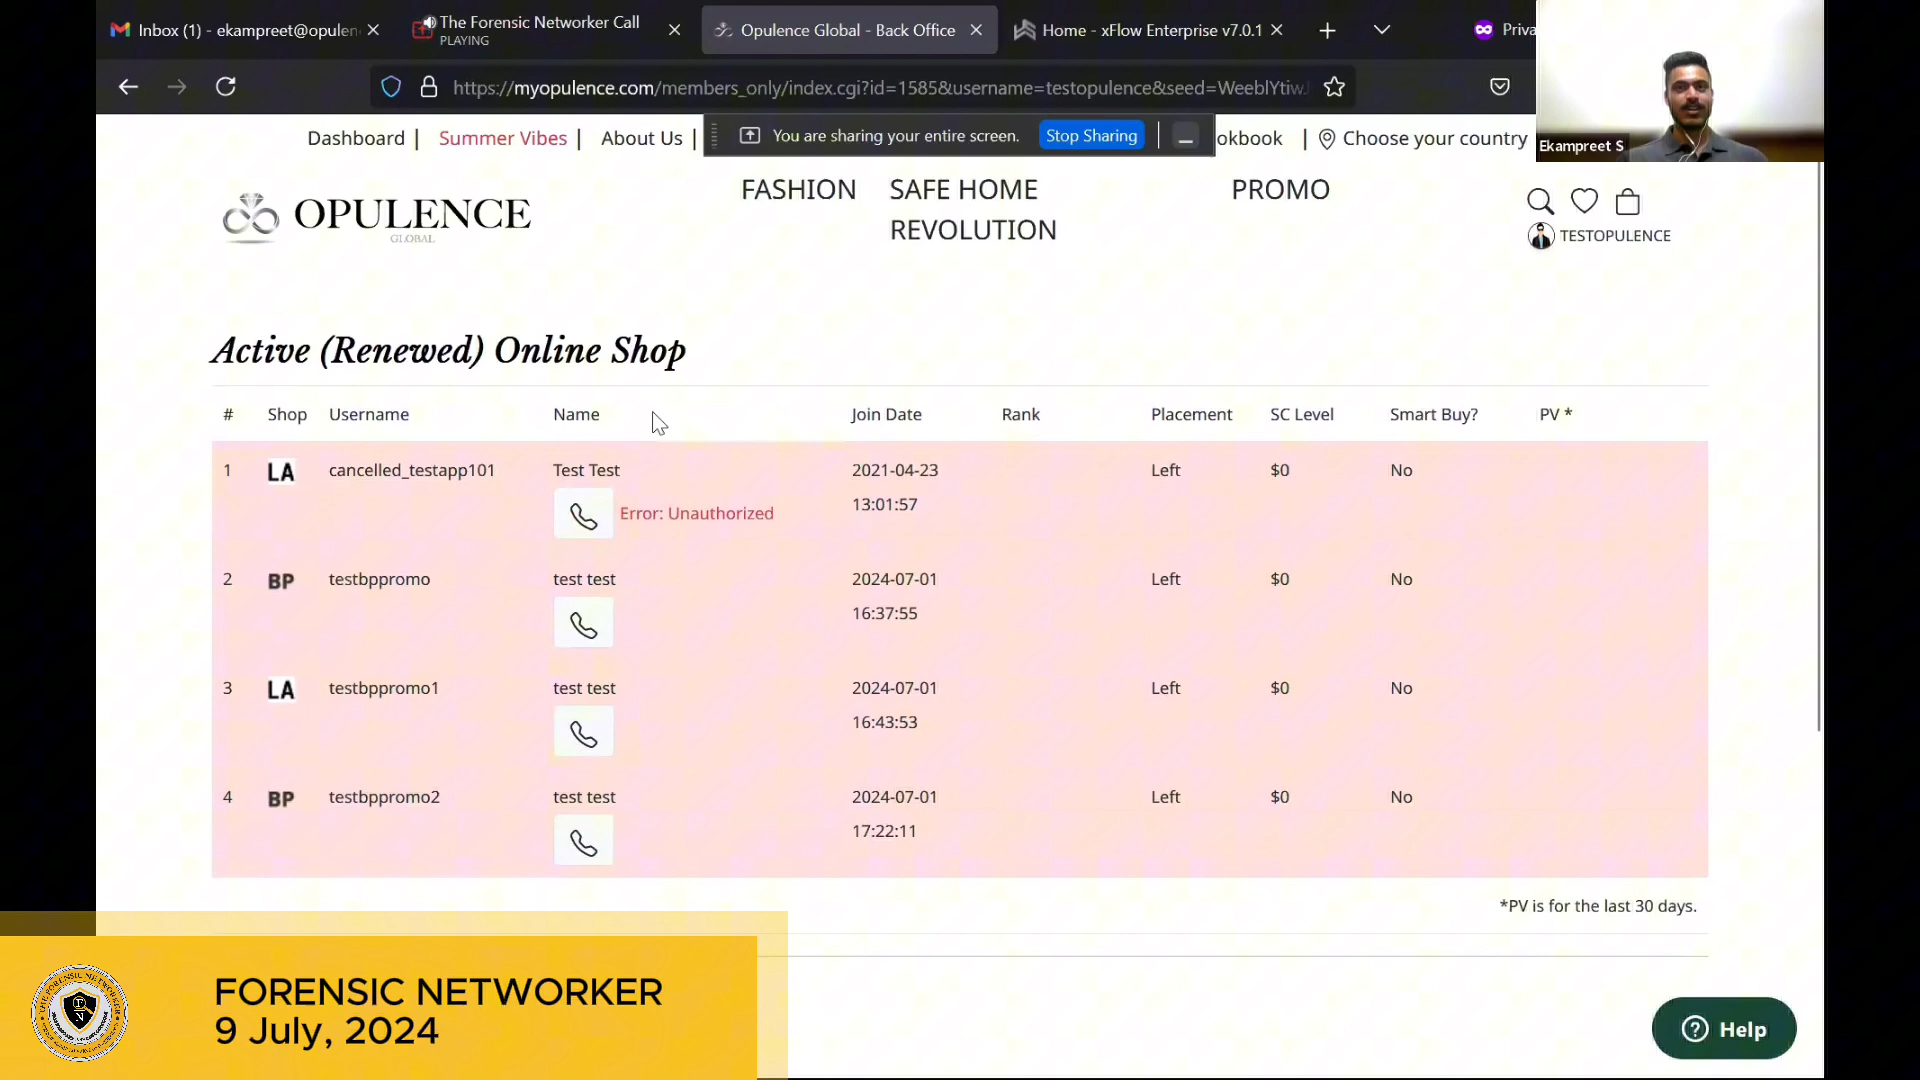 Inbox (1) - ekampreet@opulen
The Forensic Networker Call
PLAYING
Opulence Global - Back Office
Home - xFlow Enterprise v7.0.1
Priva
https://myopulence.com/members_only/index.cgi?id=1585&username=testopulence&seed=WeeblYtiwJ
You are sharing your entire screen. Stop Sharing
Ekampreet S
Dashboard | Summer Vibes | About Us | okbook | Choose your country
OPULENCE
GLOBAL
FASHION
SAFE HOME
REVOLUTION
PROMO
TESTOPULENCE
Active (Renewed) Online Shop
# Shop Username Name Join Date Rank Placement SC Level Smart Buy? PV *
1 LA cancelled_testapp101 Test Test 2021-04-23 Left $0 No
13:01:57
Error: Unauthorized
2 BP testbppromo test test 2024-07-01 Left $0 No
16:37:55
3 LA testbppromo1 test test 2024-07-01 Left $0 No
16:43:53
4 BP testbppromo2 test test 2024-07-01 Left $0 No
17:22:11
*PV is for the last 30 days.
FORENSIC NETWORKER
9 July, 2024
Help